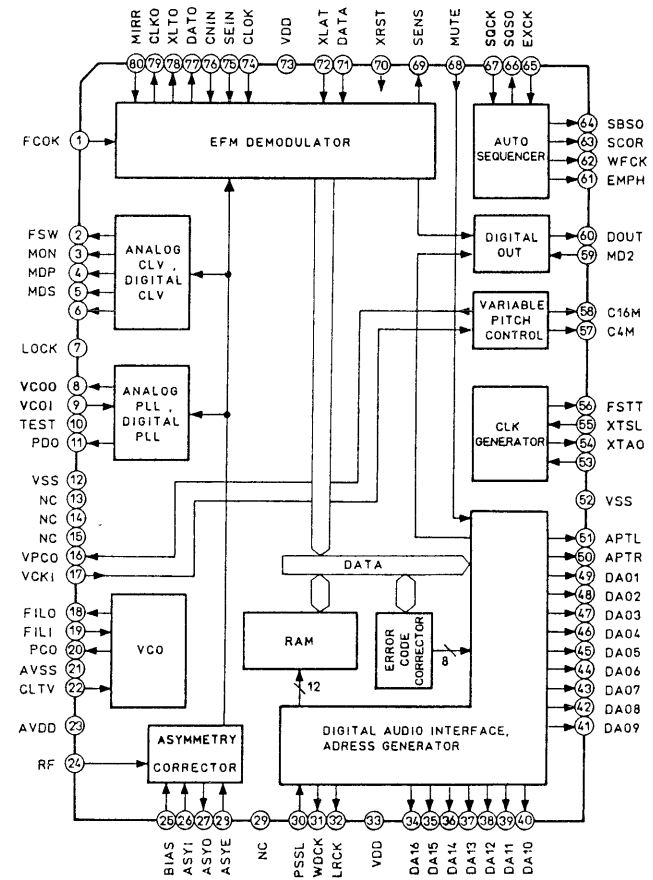 MIRR
CLKO
XLTO
DATO
CNIN
SEIN
CLOK
VDD
XLAT
DATA
XRST
SENS
MUTE
SQCK
SQSO
EXCK
80
79
78
77
76
75
74
73
72
71
70
69
68
67
66
65
FCOK
1
EFM DEMODULATOR
AUTO
SEQUENCER
64
SBSO
63
SCOR
62
WFCK
61
EMPH
FSW
2
MON
3
MDP
4
MDS
5
6
ANALOG
CLV ,
DIGITAL
CLV
DIGITAL
OUT
60
DOUT
59
MD2
VARIABLE
PITCH
CONTROL
58
C16M
57
C4M
LOCK
7
VCOO
8
VCOI
9
TEST
10
PDO
11
ANALOG
PLL ,
DIGITAL
PLL
CLK
GENERATOR
56
FSTT
55
XTSL
54
XTAO
53
VSS
12
NC
13
NC
14
NC
15
VPCO
16
VCKI
17
52
VSS
51
APTL
50
APTR
49
DA01
48
DA02
47
DA03
46
DA04
45
DA05
44
DA06
43
DA07
42
DA08
41
DA09
DATA
FILO
18
FILI
19
PCO
20
AVSS
21
CLTV
22
VCO
RAM
ERROR
CODE
CORRECTOR
8
12
AVDD
23
RF
24
ASYMMETRY
CORRECTOR
DIGITAL AUDIO INTERFACE,
ADRESS GENERATOR
25
26
27
29
29
30
31
32
33
34
35
36
37
38
39
40
BIAS
ASYI
ASYO
ASYE
NC
PSSL
WDCK
LRCK
VDD
DA16
DA15
DA14
DA13
DA12
DA11
DA10